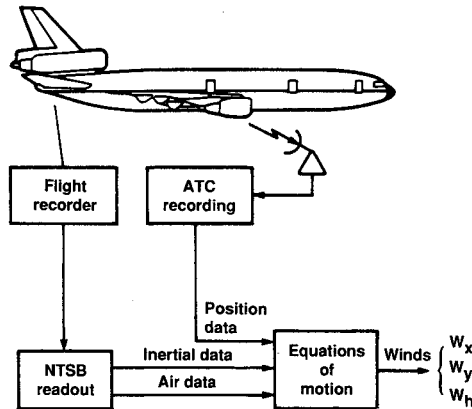 Flight
recorder
ATC
recording
Position
data
Inertial data
Air data
NTSB
readout
Equations
of
motion
Winds
Wx
Wy
Wh